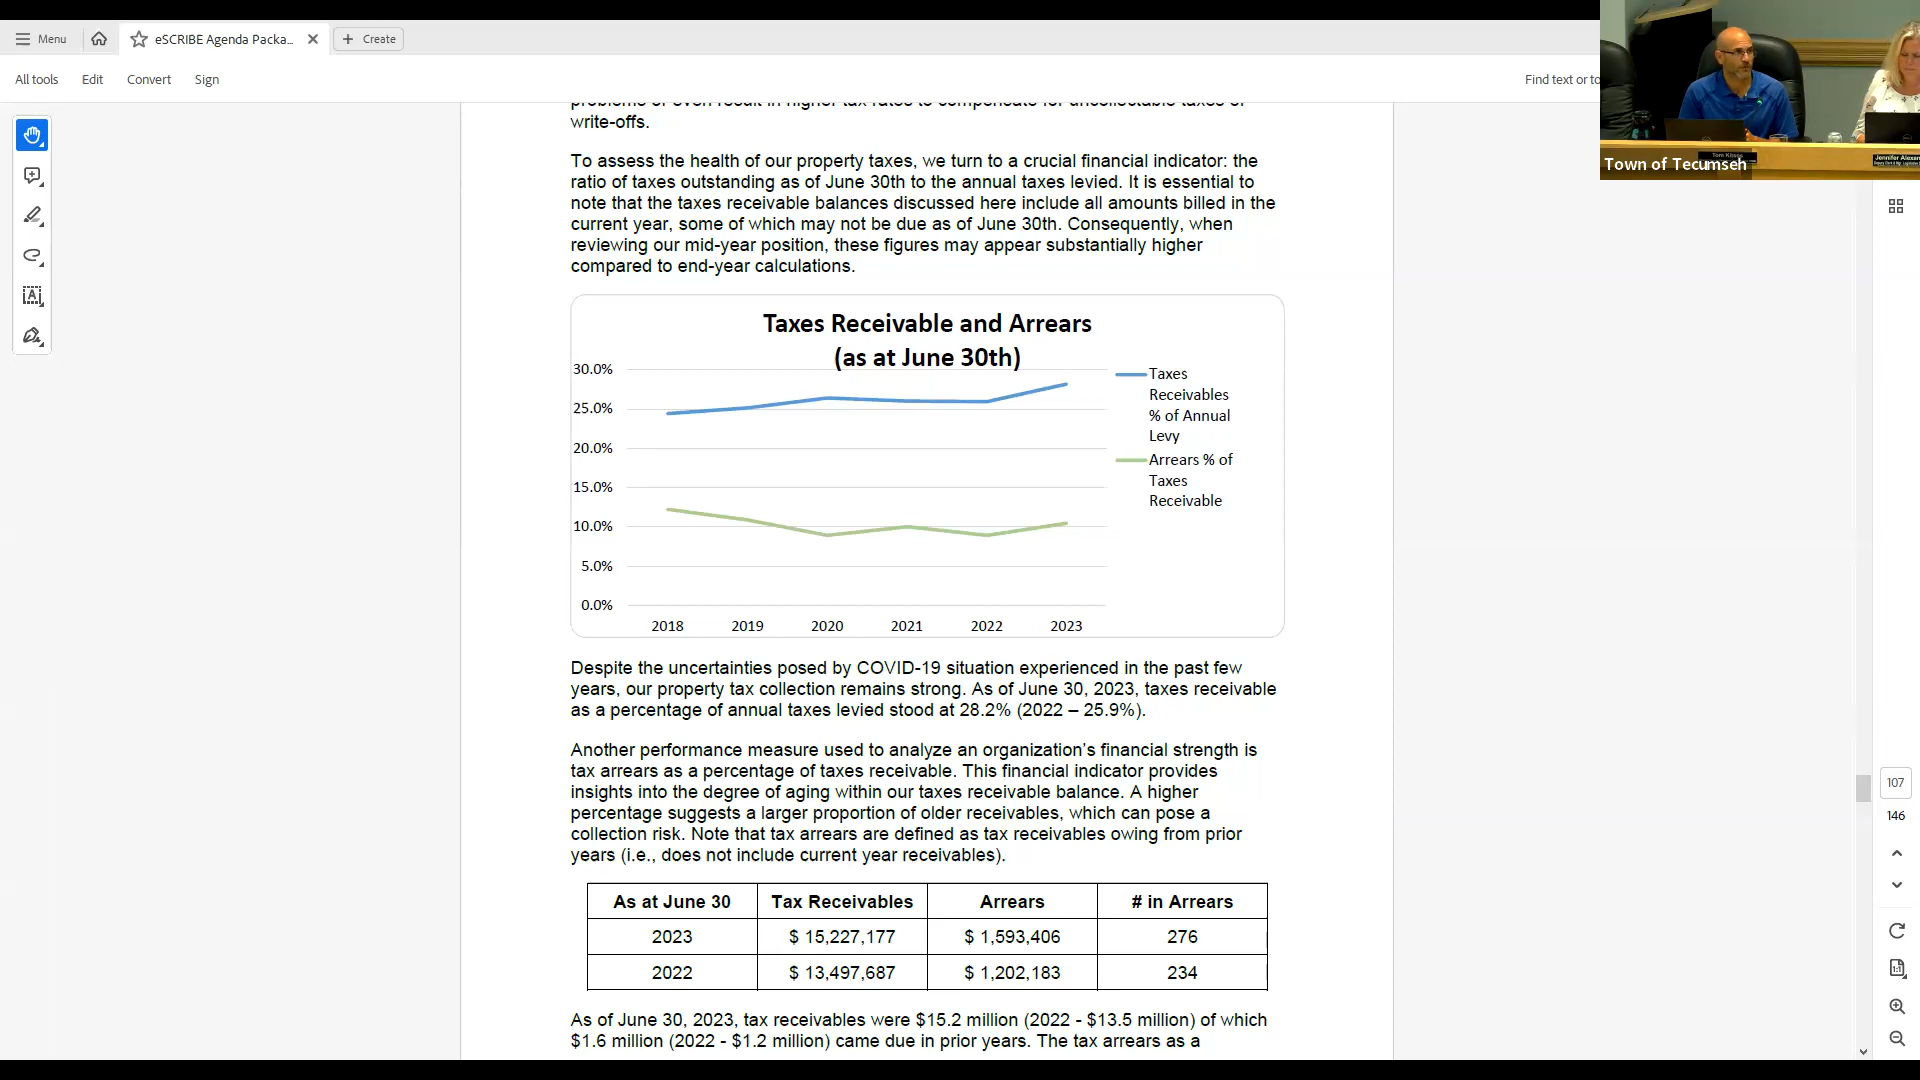 Menu
eSCRIBE Agenda Packa...
Create
All tools
Edit
Convert
Sign
Find text or to
Town of Tecumseh
Jennifer Alexan
write-offs.
To assess the health of our property taxes, we turn to a crucial financial indicator: the
ratio of taxes outstanding as of June 30th to the annual taxes levied. It is essential to
note that the taxes receivable balances discussed here include all amounts billed in the
current year, some of which may not be due as of June 30th. Consequently, when
reviewing our mid-year position, these figures may appear substantially higher
compared to end-year calculations.
Taxes Receivable and Arrears
(as at June 30th)
30.0%
25.0%
20.0%
15.0%
10.0%
5.0%
0.0%
2018 2019 2020 2021 2022 2023
Taxes
Receivables
% of Annual
Levy
Arrears % of
Taxes
Receivable
Despite the uncertainties posed by COVID-19 situation experienced in the past few
years, our property tax collection remains strong. As of June 30, 2023, taxes receivable
as a percentage of annual taxes levied stood at 28.2% (2022 – 25.9%).
Another performance measure used to analyze an organization's financial strength is
tax arrears as a percentage of taxes receivable. This financial indicator provides
insights into the degree of aging within our taxes receivable balance. A higher
percentage suggests a larger proportion of older receivables, which can pose a
collection risk. Note that tax arrears are defined as tax receivables owing from prior
years (i.e., does not include current year receivables).
As at June 30 Tax Receivables Arrears # in Arrears
2023 $ 15,227,177 $ 1,593,406 276
2022 $ 13,497,687 $ 1,202,183 234
As of June 30, 2023, tax receivables were $15.2 million (2022 - $13.5 million) of which
$1.6 million (2022 - $1.2 million) came due in prior years. The tax arrears as a
107
146